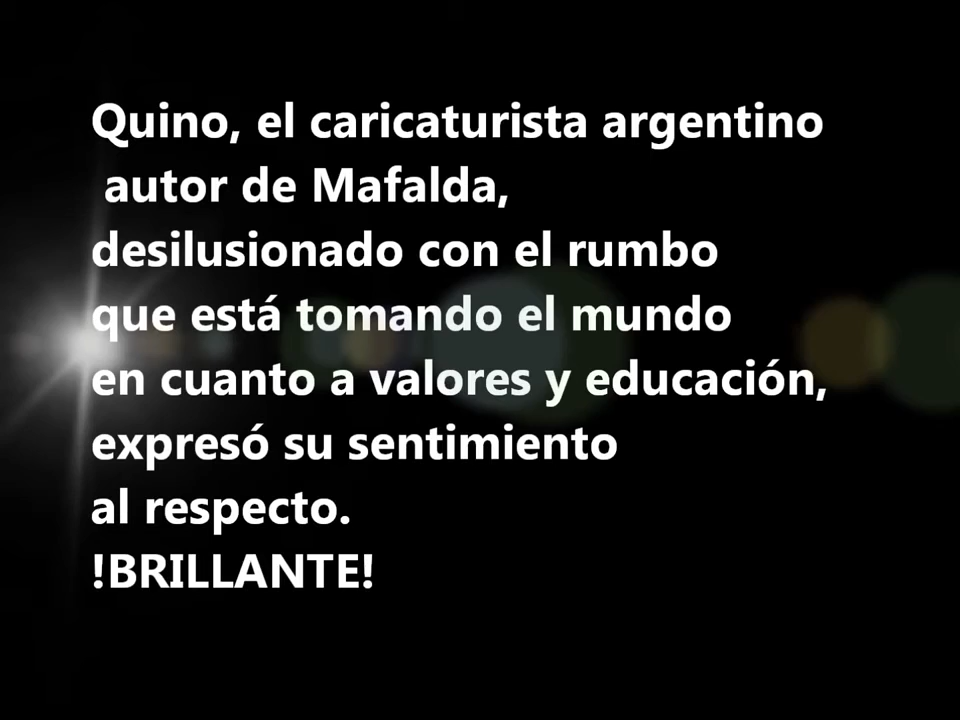 Quino, el caricaturista argentino
autor de Mafalda,
desilusionado con el rumbo
que está tomando el mundo
en cuanto a valores y educación,
expresó su sentimiento
al respecto.
!BRILLANTE!